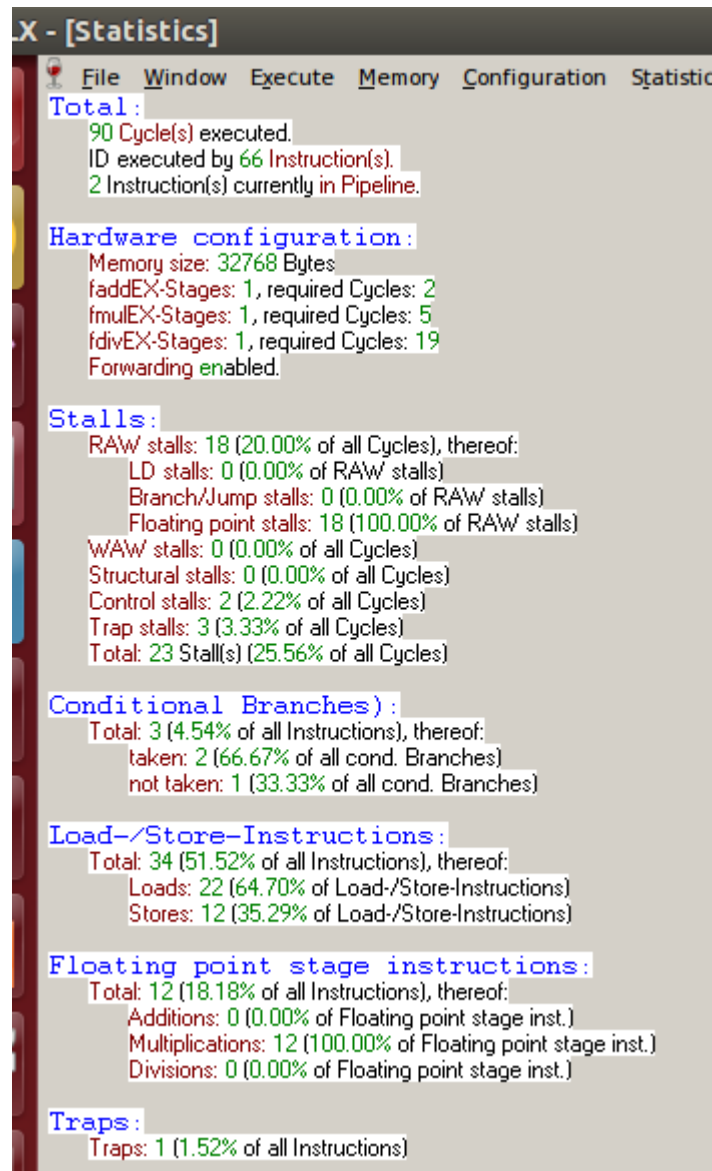 LX - [Statistics]
File Window Execute Memory Configuration Statistic
Total:
90 Cycle(s) executed.
ID executed by 66 Instruction(s).
2 Instruction(s) currently in Pipeline.
Hardware configuration:
Memory size: 32768 Bytes
faddEX-Stages: 1, required Cycles: 2
fmulEX-Stages: 1, required Cycles: 5
fdivEX-Stages: 1, required Cycles: 19
Forwarding enabled.
Stalls:
RAW stalls: 18 (20.00% of all Cycles), thereof:
LD stalls: 0 (0.00% of RAW stalls)
Branch/Jump stalls: 0 (0.00% of RAW stalls)
Floating point stalls: 18 (100.00% of RAW stalls)
WAW stalls: 0 (0.00% of all Cycles)
Structural stalls: 0 (0.00% of all Cycles)
Control stalls: 2 (2.22% of all Cycles)
Trap stalls: 3 (3.33% of all Cycles)
Total: 23 Stall(s) (25.56% of all Cycles)
Conditional Branches):
Total: 3 (4.54% of all Instructions), thereof:
taken: 2 (66.67% of all cond. Branches)
not taken: 1 (33.33% of all cond. Branches)
Load-/Store-Instructions:
Total: 34 (51.52% of all Instructions), thereof:
Loads: 22 (64.70% of Load-/Store-Instructions)
Stores: 12 (35.29% of Load-/Store-Instructions)
Floating point stage instructions:
Total: 12 (18.18% of all Instructions), thereof:
Additions: 0 (0.00% of Floating point stage inst.)
Multiplications: 12 (100.00% of Floating point stage inst.)
Divisions: 0 (0.00% of Floating point stage inst.)
Traps:
Traps: 1 (1.52% of all Instructions)